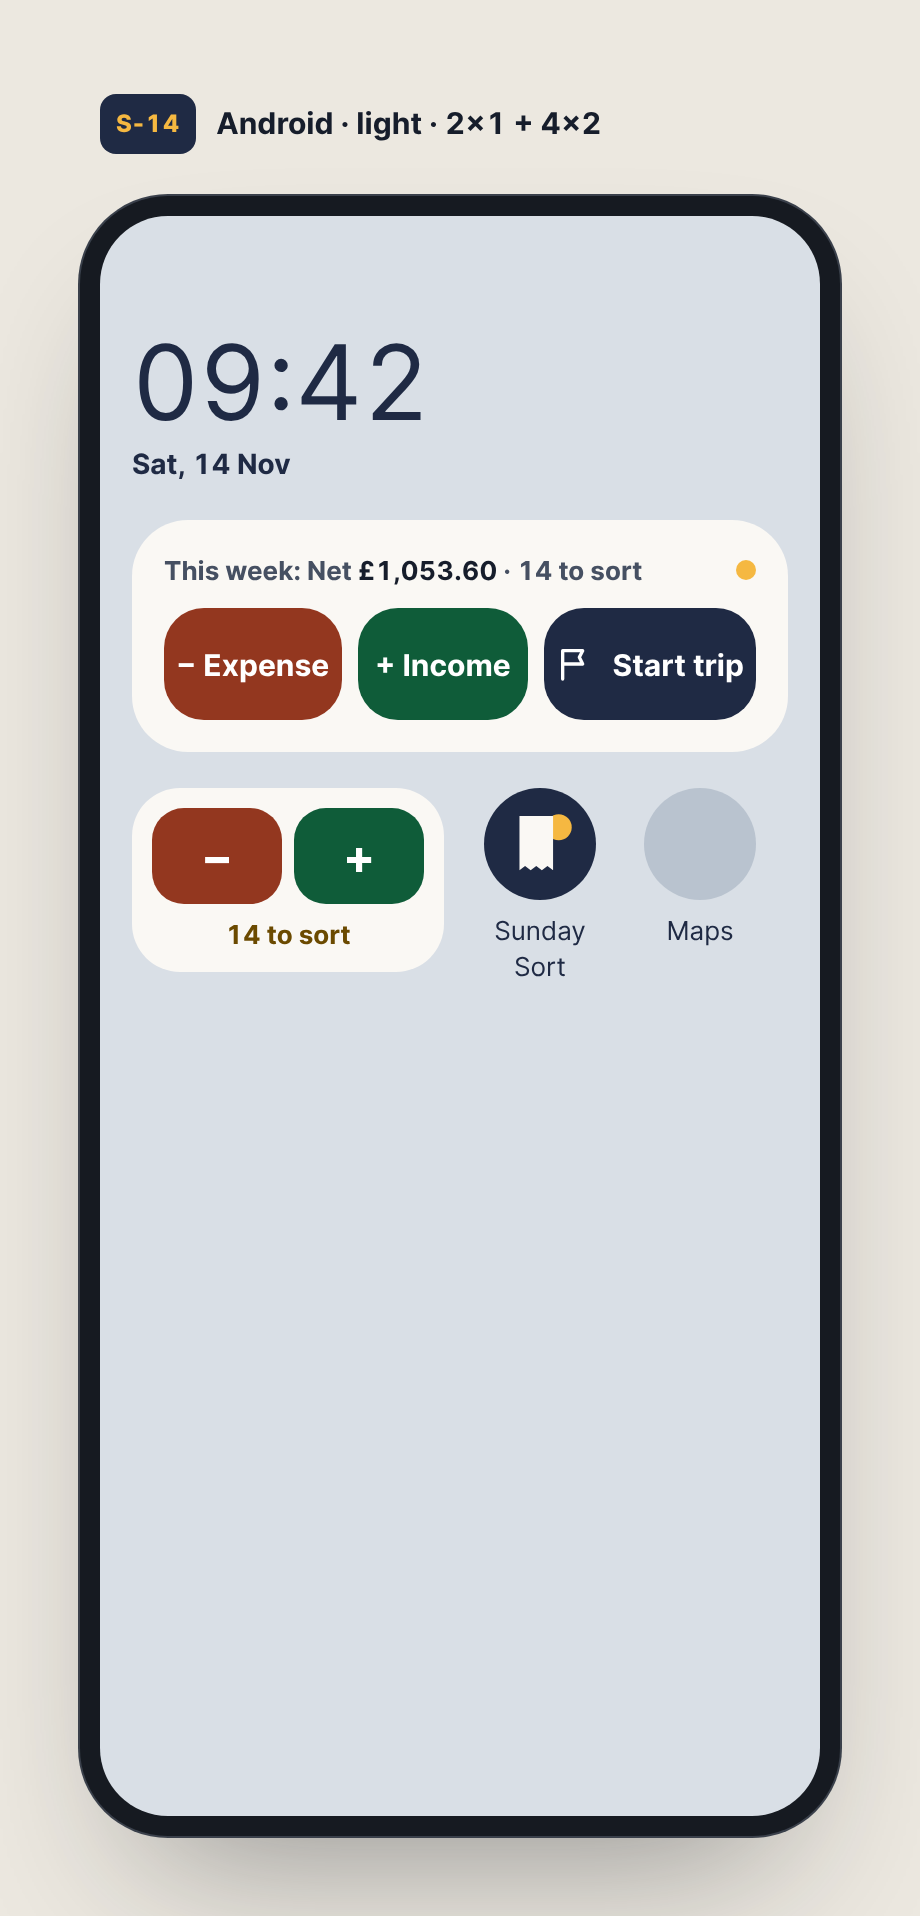 S-14
Android · light · 2×1 + 4×2
09:42
Sat, 14 Nov
This week: Net £1,053.60 · 14 to sort
− Expense
+ Income
Start trip
− +
14 to sort
Sunday
Sort
Maps